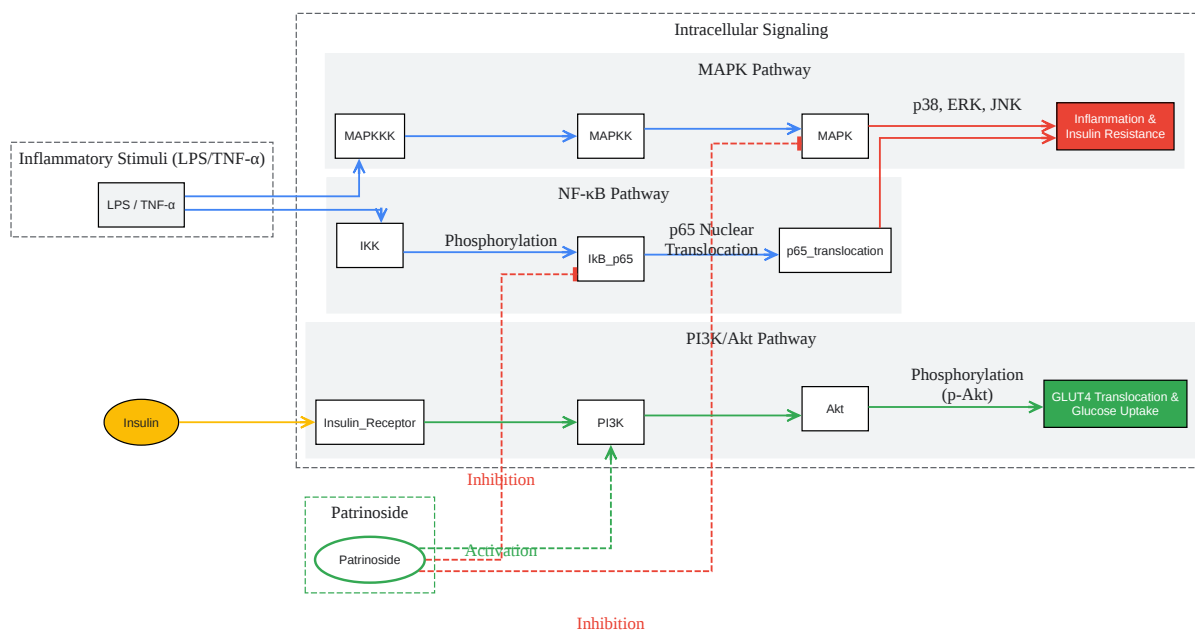 Intracellular Signaling
MAPK Pathway
p38, ERK, JNK
MAPKKK
MAPKK
MAPK
Inflammation &
Insulin Resistance
Inflammatory Stimuli (LPS/TNF-α)
LPS / TNF-α
NF-κB Pathway
IKK
Phosphorylation
IkB_p65
p65 Nuclear
Translocation
p65_translocation
PI3K/Akt Pathway
Insulin
Insulin_Receptor
PI3K
Akt
Phosphorylation
(p-Akt)
GLUT4 Translocation &
Glucose Uptake
Inhibition
Patrinoside
Patrinoside
Activation
Inhibition